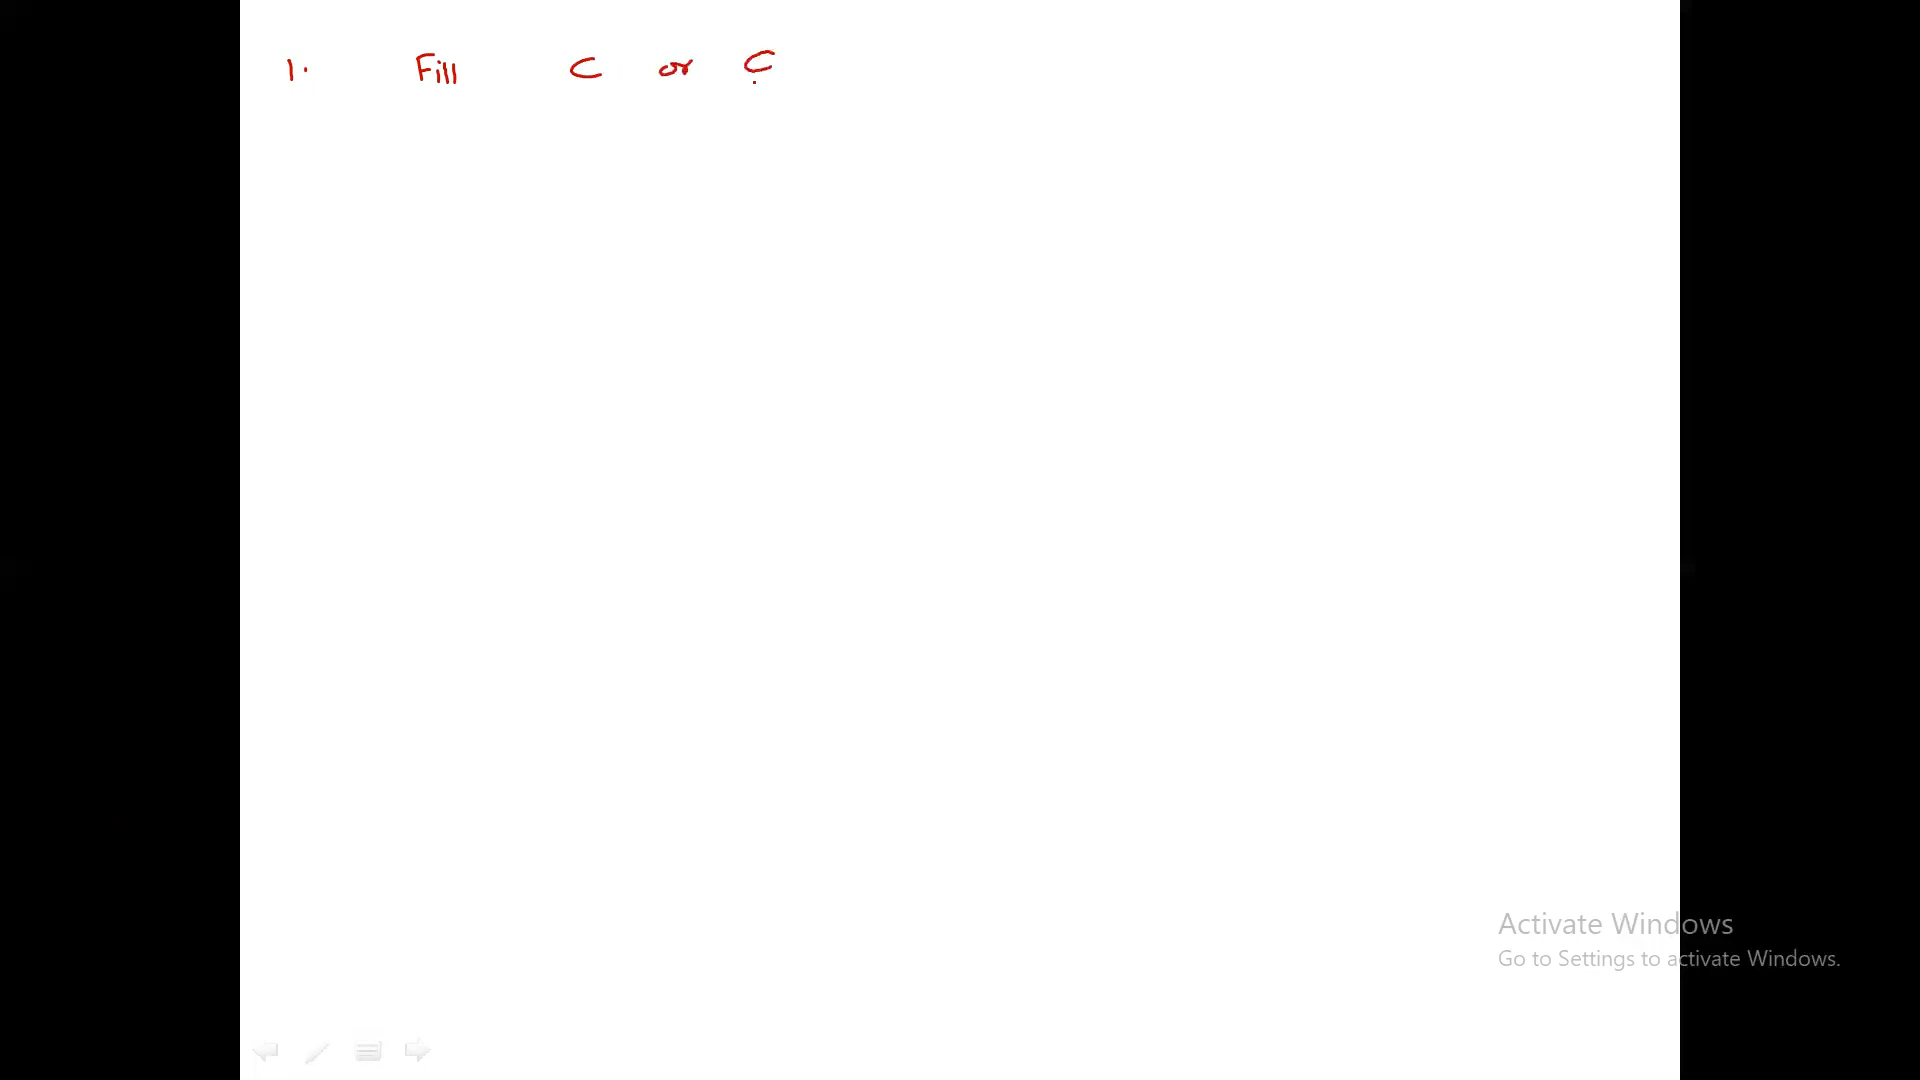 1. Fill C or C
Activate Windows
Go to Settings to activate Windows.